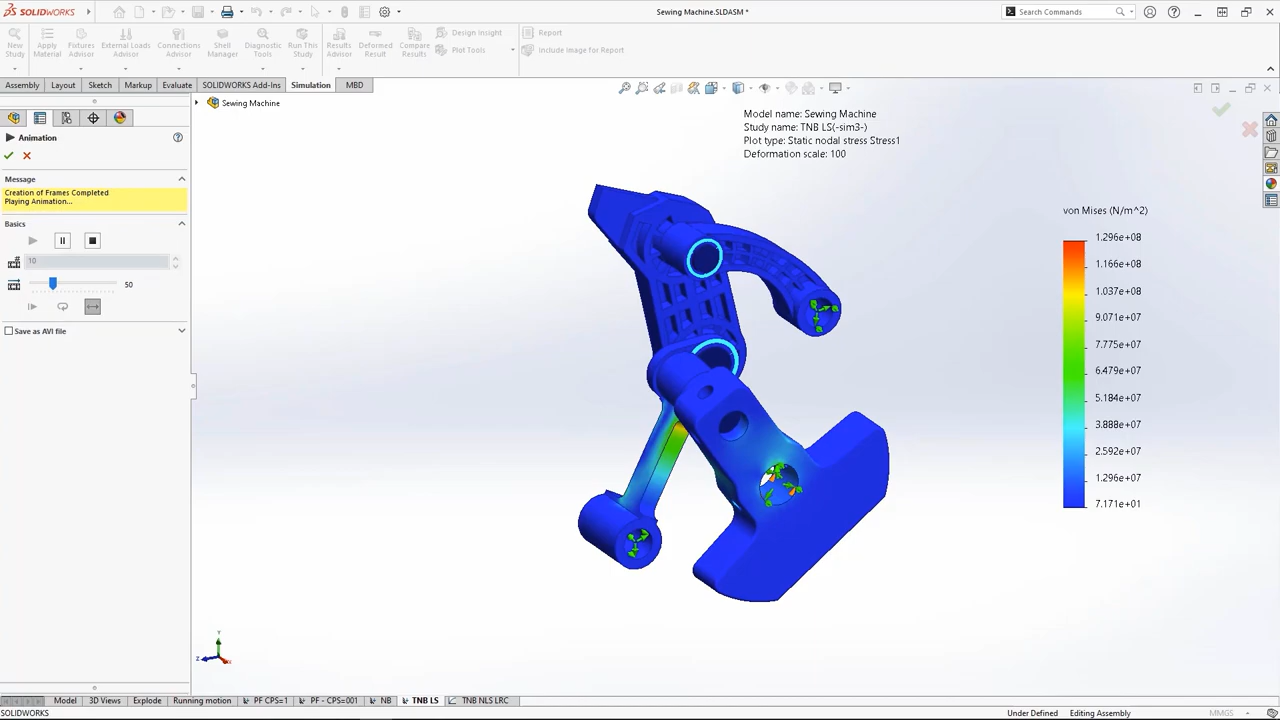 SOLIDWORKS
Sewing Machine.SLDASM *
Search Commands
New Study
Apply Material
Fixtures Advisor
External Loads Advisor
Connections Advisor
Shell Manager
Diagnostic Tools
Run This Study
Results Advisor
Deformed Result
Compare Results
Design Insight
Plot Tools
Report
Include Image for Report
Assembly
Layout
Sketch
Markup
Evaluate
SOLIDWORKS Add-Ins
Simulation
MBD
Sewing Machine
Animation
Message
Creation of Frames Completed
Playing Animation...
Basics
10
50
Save as AVI file
Model name: Sewing Machine
Study name: TNB LS(-sim3-)
Plot type: Static nodal stress Stress1
Deformation scale: 100
von Mises (N/m^2)
1.296e+08
1.166e+08
1.037e+08
9.071e+07
7.775e+07
6.479e+07
5.184e+07
3.888e+07
2.592e+07
1.296e+07
7.171e+01
Y
Z
X
Model
3D Views
Explode
Running motion
PF CPS=1
PF - CPS=001
NB
TNB LS
TNB NLS LRC
SOLIDWORKS
Under Defined
Editing Assembly
MMGS